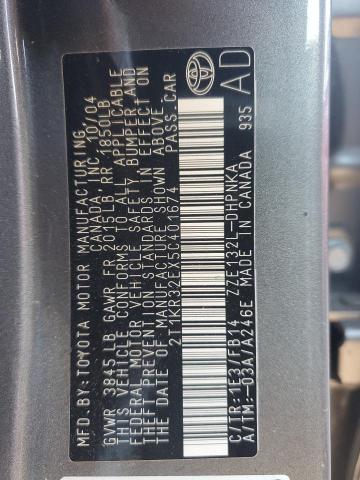 MFD.BY:TOYOTA MOTOR MANUFACTURING,
CANADA, INC. 10/04
GVWR 3845LB GAWR FR 2015LB RR 1850LB
THIS VEHICLE CONFORMS TO ALL APPLICABLE
FEDERAL MOTOR VEHICLE SAFETY, BUMPER AND
THEFT PREVENTION STANDARDS IN EFFECT ON
THE DATE OF MANUFACTURE SHOWN ABOVE
2T1KR32EX5C401674 PASS.CAR
C/TR:1E3/FB14 ZZE132L-DHPNKA
A/TM:-03A/A246E MADE IN CANADA 935
AD